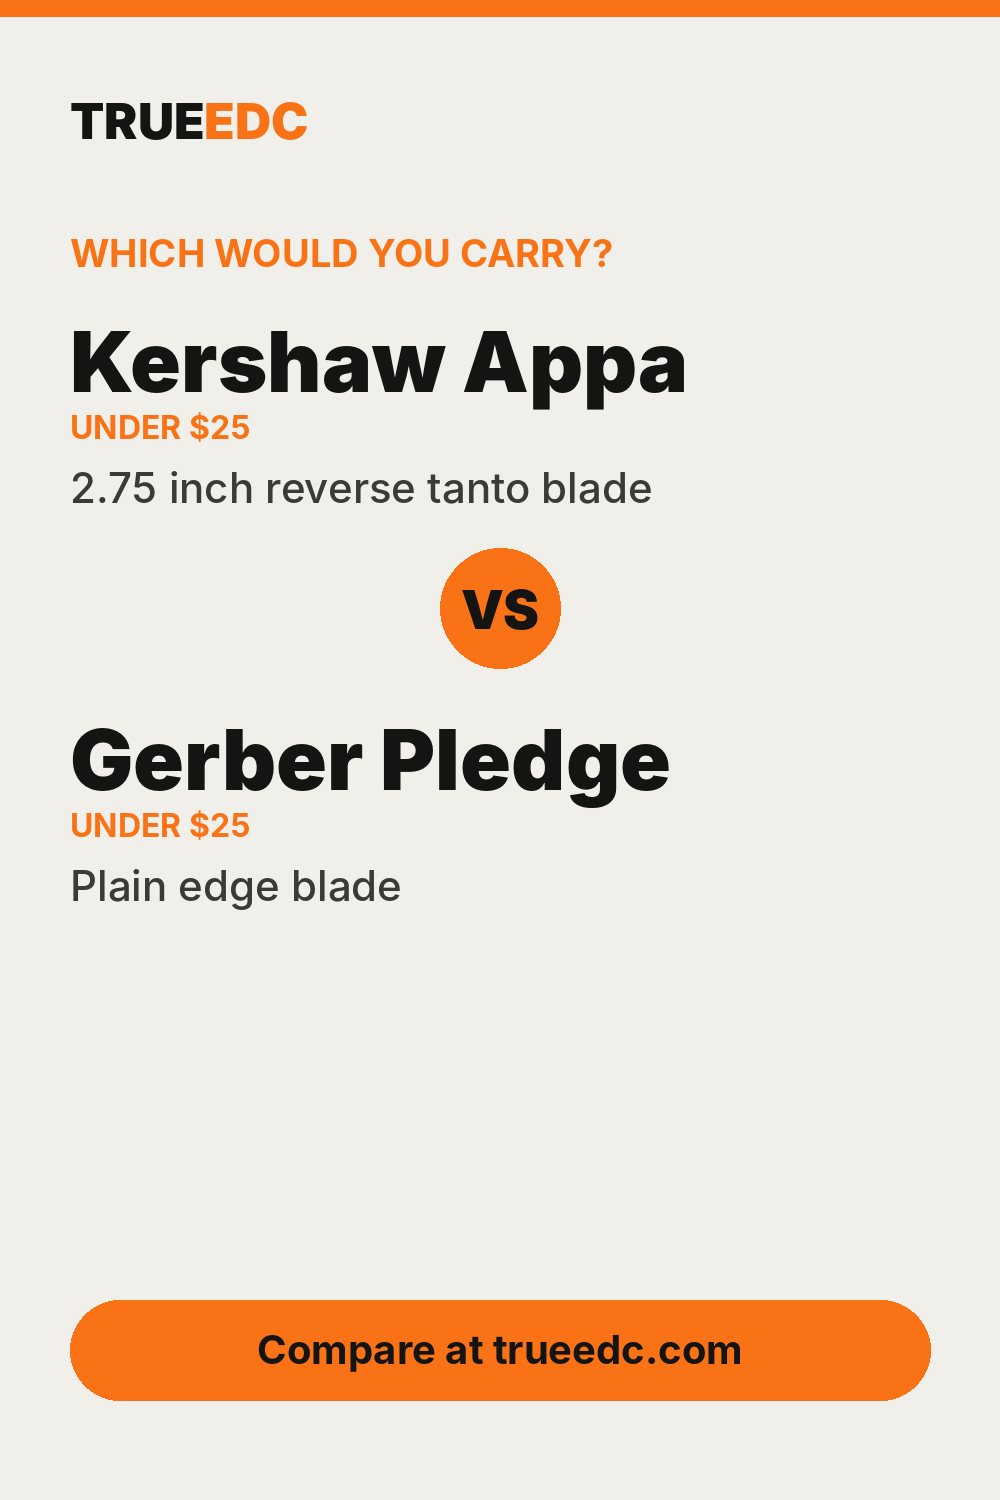 TRUEEDC
WHICH WOULD YOU CARRY?
Kershaw Appa
UNDER $25
2.75 inch reverse tanto blade
VS
Gerber Pledge
UNDER $25
Plain edge blade
Compare at trueedc.com